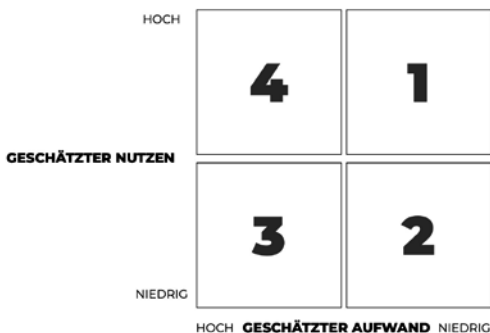 HOCH
4 1
GESCHÄTZTER NUTZEN
3 2
NIEDRIG
HOCH GESCHÄTZTER AUFWAND NIEDRIG